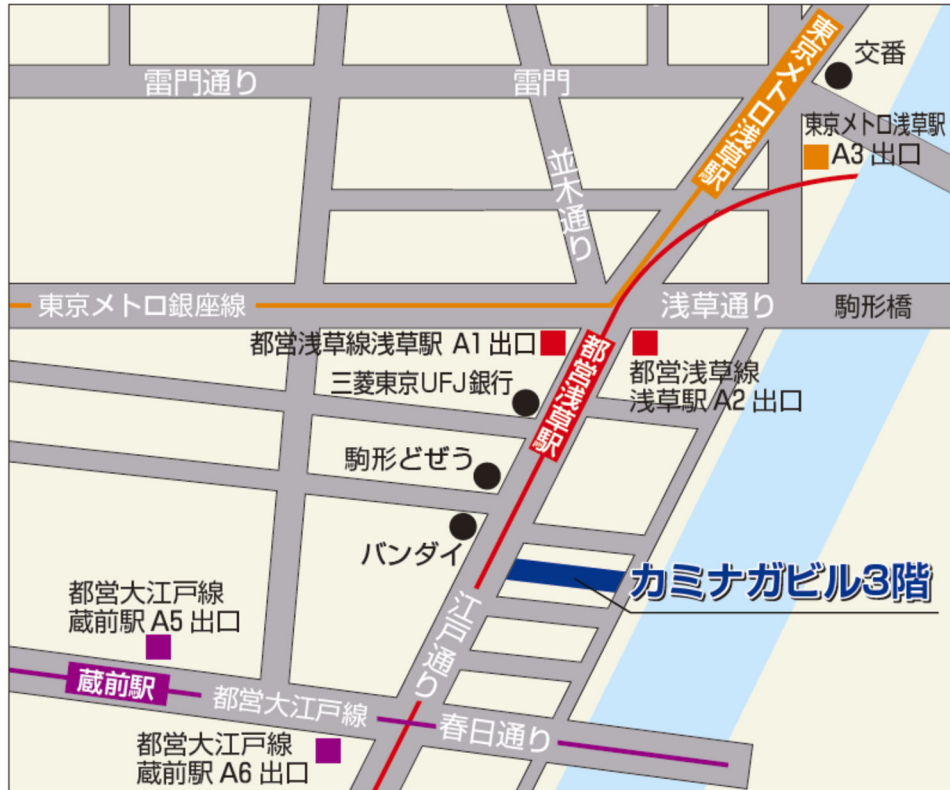 東京メトロ浅草駅
交番
雷門通り
雷門
東京メトロ浅草駅
A3 出口
並木通り
東京メトロ銀座線
浅草通り
駒形橋
都営浅草線浅草駅 A1 出口
都営浅草駅
都営浅草線
浅草駅 A2 出口
三菱東京UFJ銀行
駒形どぜう
バンダイ
カミナガビル3階
都営大江戸線
蔵前駅 A5 出口
江戸通り
蔵前駅
都営大江戸線
春日通り
都営大江戸線
蔵前駅 A6 出口